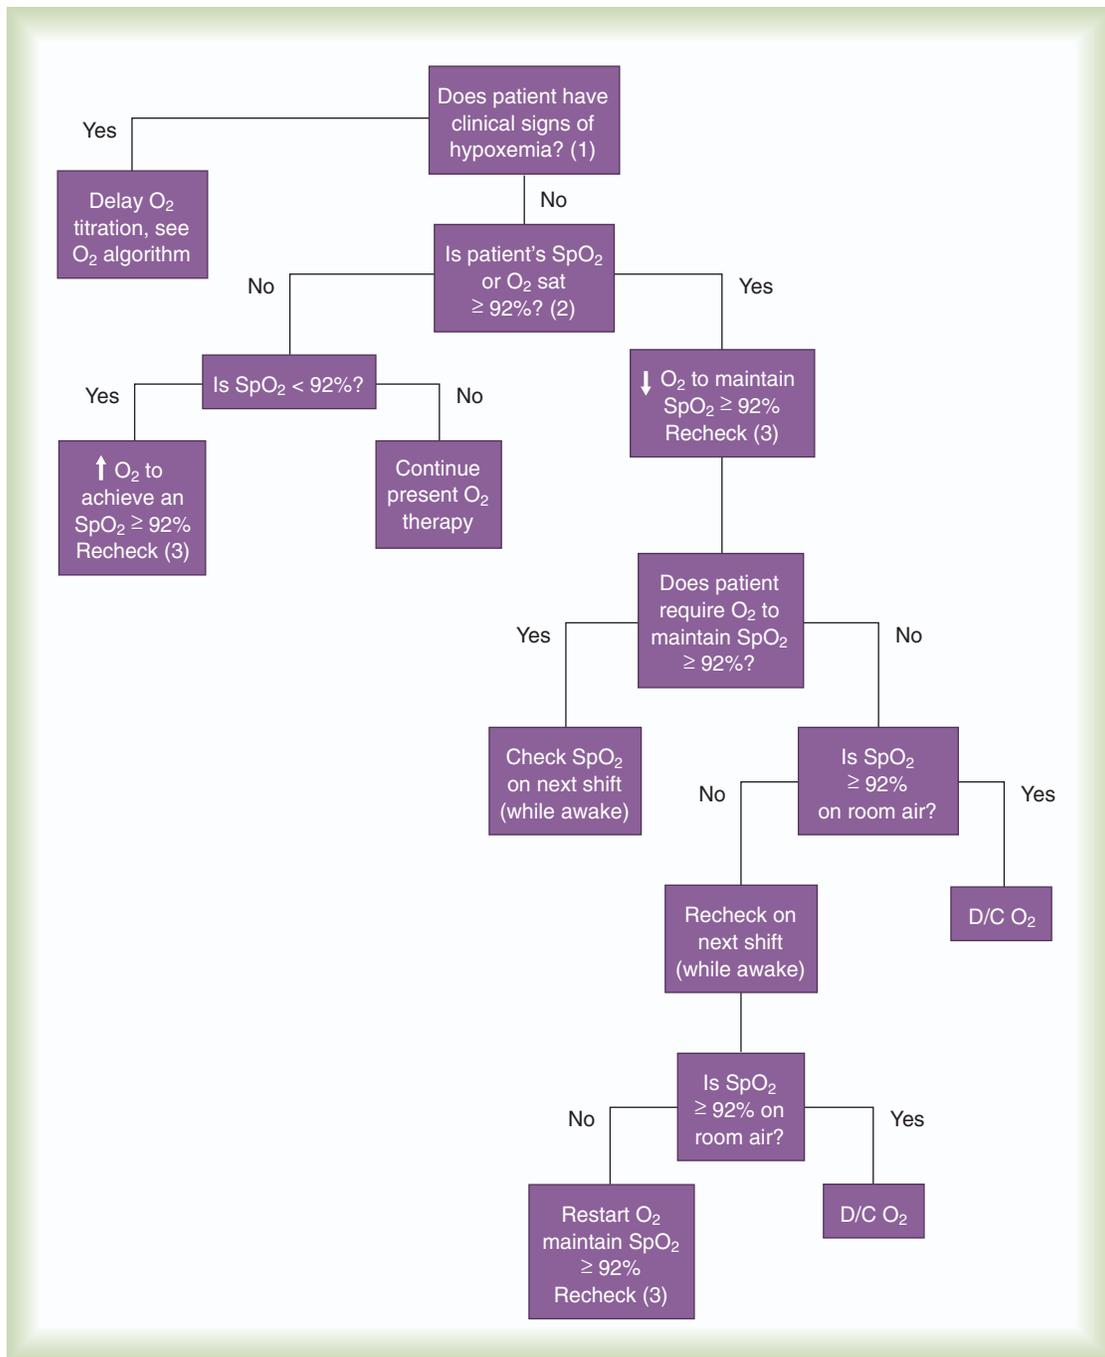 Does patient have
clinical signs of
hypoxemia? (1)
Yes
Delay O₂
titration, see
O₂ algorithm
No
Is patient’s SpO₂
or O₂ sat
≥ 92%? (2)
No
Yes
Is SpO₂ < 92%?
Yes
No
↑ O₂ to
achieve an
SpO₂ ≥ 92%
Recheck (3)
Continue
present O₂
therapy
↓ O₂ to maintain
SpO₂ ≥ 92%
Recheck (3)
Does patient
require O₂ to
maintain SpO₂
≥ 92%?
Yes
No
Check SpO₂
on next shift
(while awake)
Is SpO₂
≥ 92%
on room air?
No
Yes
Recheck on
next shift
(while awake)
D/C O₂
Is SpO₂
≥ 92% on
room air?
No
Yes
Restart O₂
maintain SpO₂
≥ 92%
Recheck (3)
D/C O₂